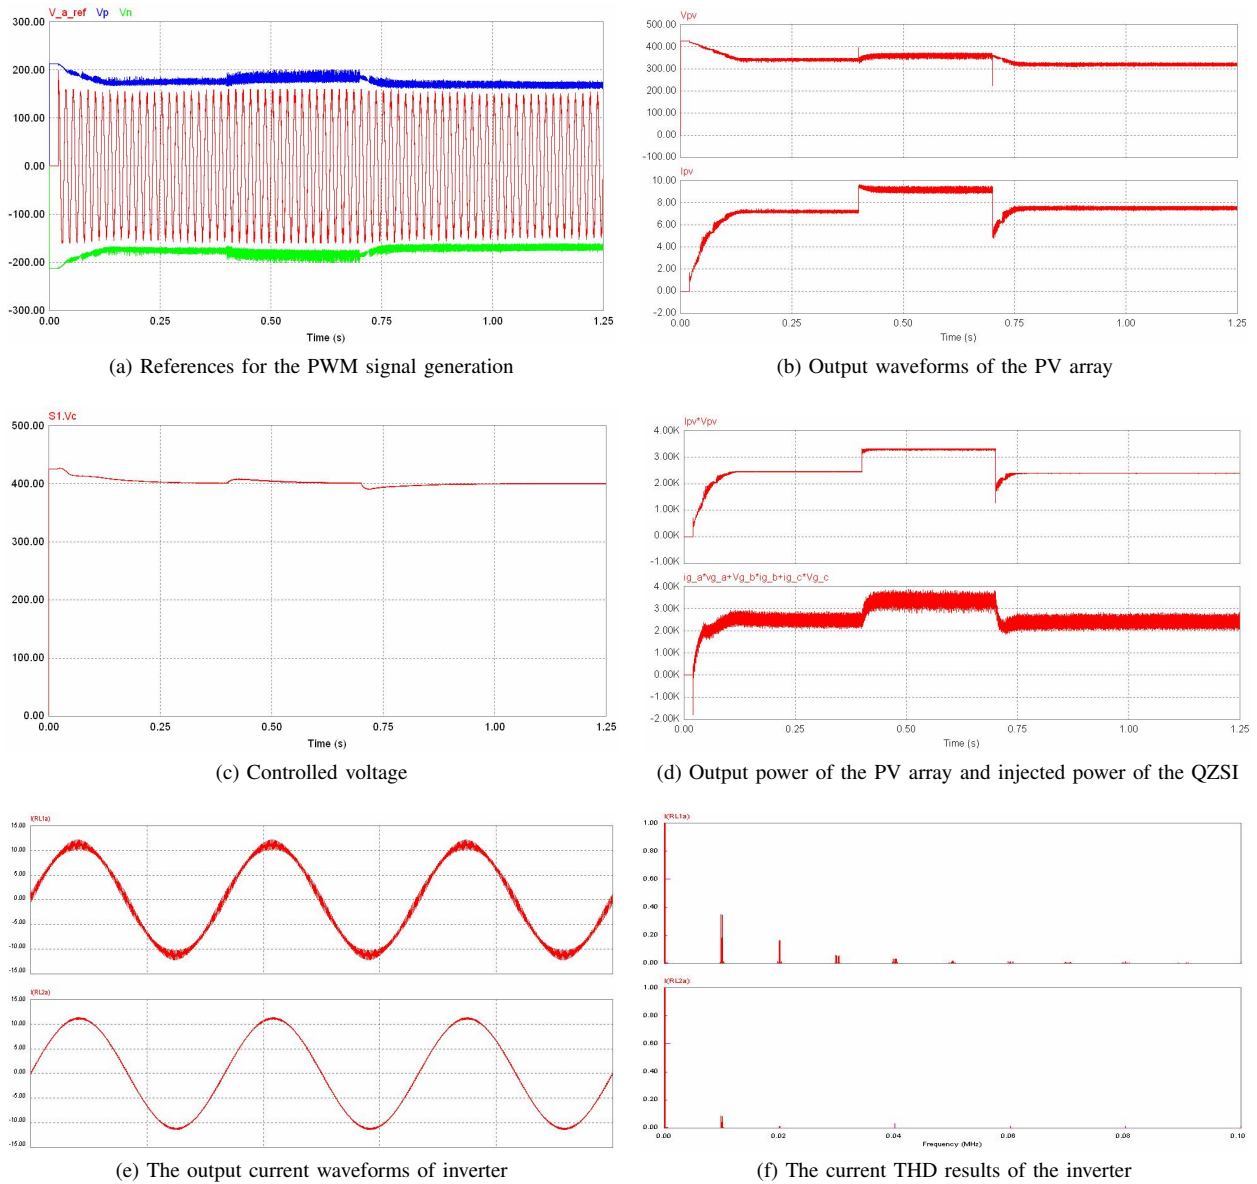 V_a_ref Vp Vn
300.00
200.00
100.00
0.00
-100.00
-200.00
-300.00
0.00 0.25 0.50 0.75 1.00 1.25
Time (s)
(a) References for the PWM signal generation
Vpv
500.00
400.00
300.00
200.00
100.00
0.00
-100.00
Ipv
10.00
8.00
6.00
4.00
2.00
0.00
-2.00
0.00 0.25 0.50 0.75 1.00 1.25
Time (s)
(b) Output waveforms of the PV array
S1.Vc
500.00
400.00
300.00
200.00
100.00
0.00
0.00 0.25 0.50 0.75 1.00 1.25
Time (s)
(c) Controlled voltage
Ipv*Vpv
4.00K
3.00K
2.00K
1.00K
0.00K
-1.00K
ig_a*vg_a+Vg_b*ig_b+ig_c*Vg_c
4.00K
3.00K
2.00K
1.00K
0.00K
-1.00K
-2.00K
0.00 0.25 0.50 0.75 1.00 1.25
Time (s)
(d) Output power of the PV array and injected power of the QZSI
I(RL1a)
15.00
10.00
5.00
0.00
-5.00
-10.00
-15.00
I(RL2a)
15.00
10.00
5.00
0.00
-5.00
-10.00
-15.00
(e) The output current waveforms of inverter
I(RL1a)
1.00
0.80
0.60
0.40
0.20
0.00
I(RL2a)
1.00
0.80
0.60
0.40
0.20
0.00
0.00 0.02 0.04 0.06 0.08 0.10
Frequency (MHz)
(f) The current THD results of the inverter